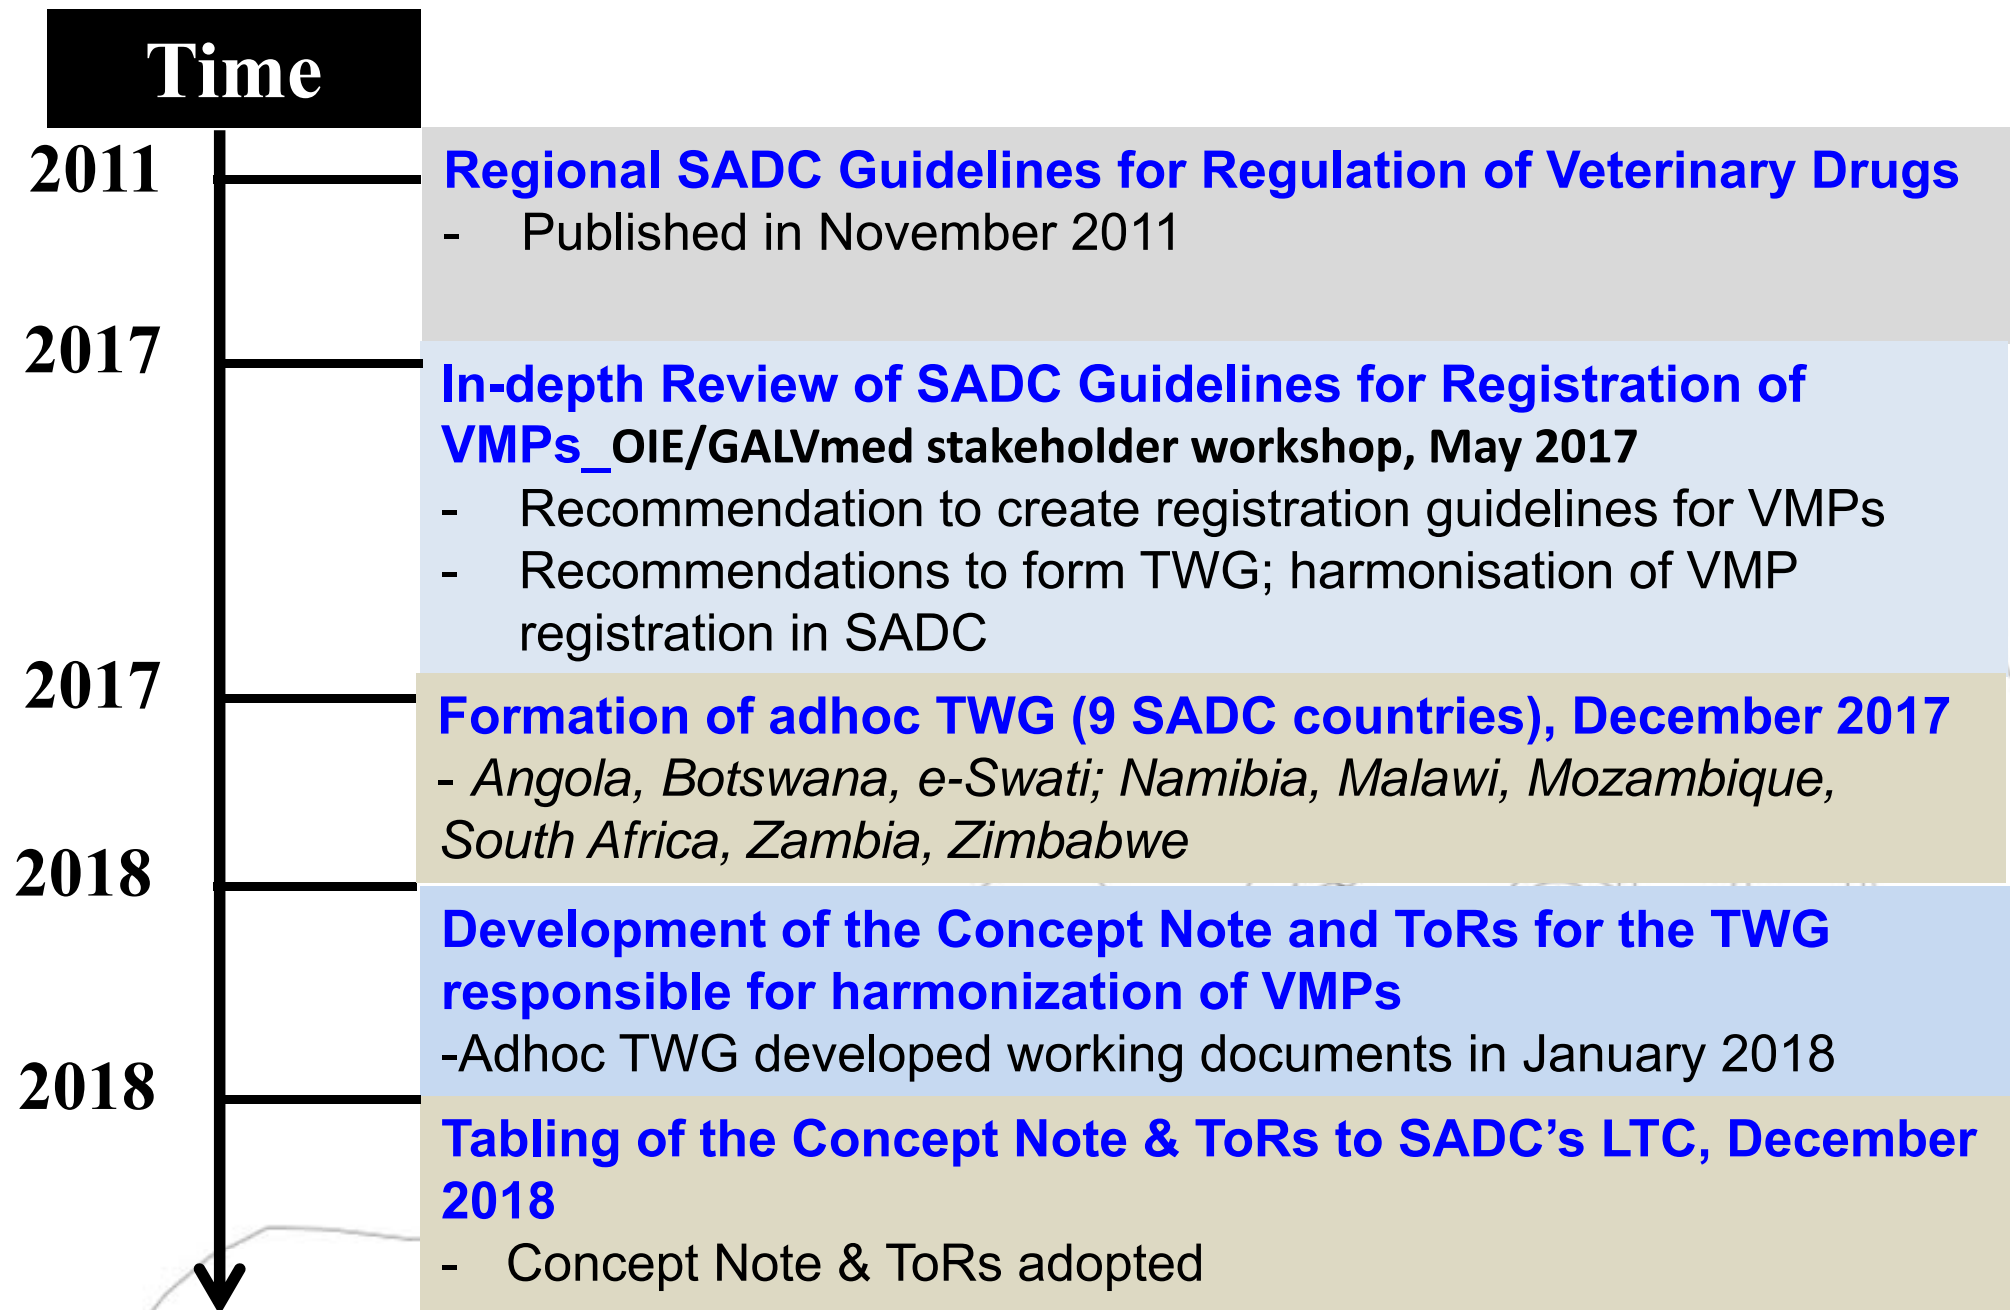 Time
2011
Regional SADC Guidelines for Regulation of Veterinary Drugs
- Published in November 2011
2017
In-depth Review of SADC Guidelines for Registration of
VMPs_OIE/GALVmed stakeholder workshop, May 2017
- Recommendation to create registration guidelines for VMPs
- Recommendations to form TWG; harmonisation of VMP
registration in SADC
2017
Formation of adhoc TWG (9 SADC countries), December 2017
- Angola, Botswana, e-Swati; Namibia, Malawi, Mozambique,
South Africa, Zambia, Zimbabwe
2018
Development of the Concept Note and ToRs for the TWG
responsible for harmonization of VMPs
-Adhoc TWG developed working documents in January 2018
2018
Tabling of the Concept Note & ToRs to SADC’s LTC, December
2018
- Concept Note & ToRs adopted